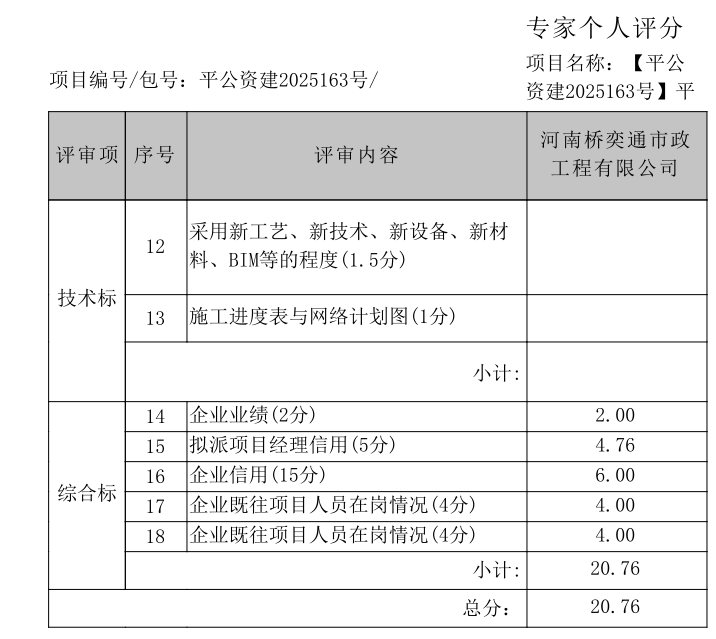 专家个人评分
项目编号/包号: 平公资建2025163号/
项目名称: 【平公
资建2025163号】平
评审项 序号 评审内容 河南桥奕通市政
工程有限公司
技术标
12 采用新工艺、新技术、新设备、新材
料、BIM等的程度(1.5分)
13 施工进度表与网络计划图(1分)
小计:
综合标
14 企业业绩(2分) 2.00
15 拟派项目经理信用(5分) 4.76
16 企业信用(15分) 6.00
17 企业既往项目人员在岗情况(4分) 4.00
18 企业既往项目人员在岗情况(4分) 4.00
小计: 20.76
总分: 20.76